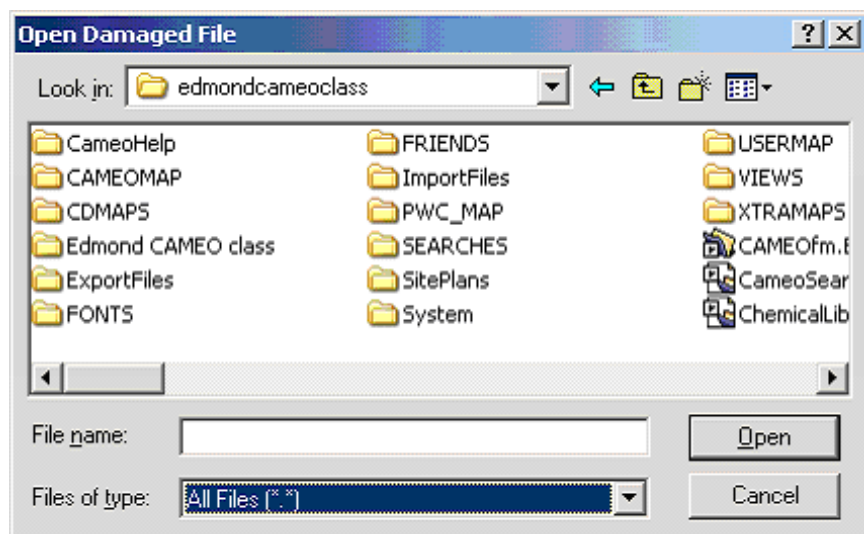 Open Damaged File
Look in: edmondcameoclass
CameoHelp FRIENDS USERMAP
CAMEOMAP ImportFiles VIEWS
CDMAPS PWC_MAP XTRAMAPS
Edmond CAMEO class SEARCHES CAMEOfm.E
ExportFiles SitePlans CameoSear
FONTS System ChemicalLib
File name: Open
Files of type: All Files (*.*) Cancel